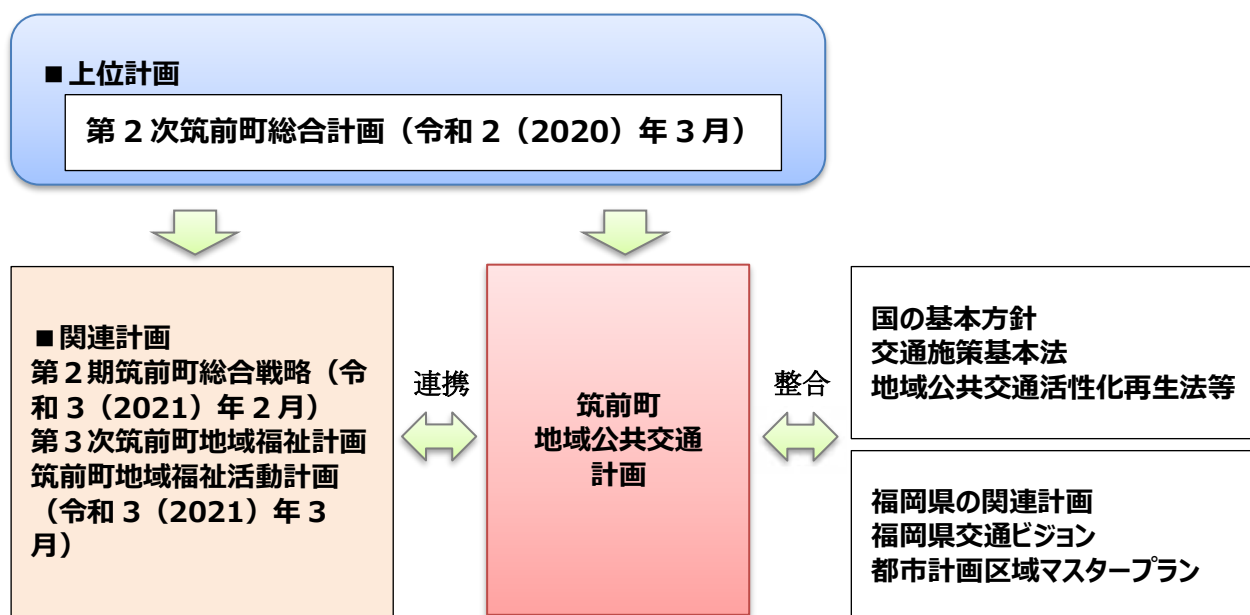 ■上位計画
第2次筑前町総合計画（令和2（2020）年3月）
■関連計画
第2期筑前町総合戦略（令
和3（2021）年2月）
第3次筑前町地域福祉計画
筑前町地域福祉活動計画
（令和3（2021）年3
月）
連携
筑前町
地域公共交通
計画
整合
国の基本方針
交通施策基本法
地域公共交通活性化再生法等
福岡県の関連計画
福岡県交通ビジョン
都市計画区域マスタープラン